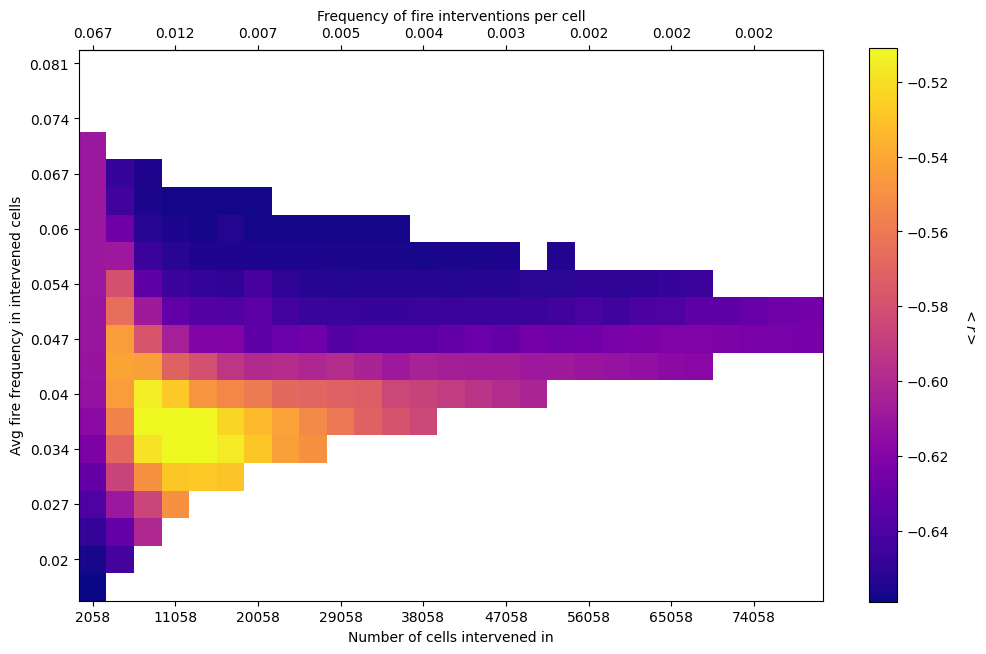 Frequency of fire interventions per cell
0.067 0.012 0.007 0.005 0.004 0.003 0.002 0.002 0.002
0.081
0.074
0.067
0.06
0.054
0.047
0.04
0.034
0.027
0.02
Avg fire frequency in intervened cells
2058 11058 20058 29058 38058 47058 56058 65058 74058
Number of cells intervened in
−0.52
−0.54
−0.56
−0.58
−0.60
−0.62
−0.64
< r >